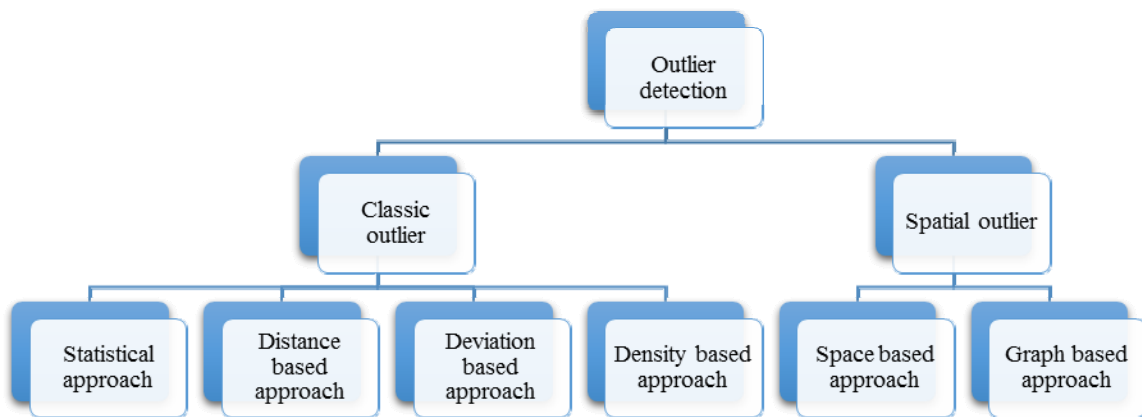 Outlier
detection
Classic
outlier
Spatial outlier
Statistical
approach
Distance
based
approach
Deviation
based
approach
Density based
approach
Space based
approach
Graph based
approach